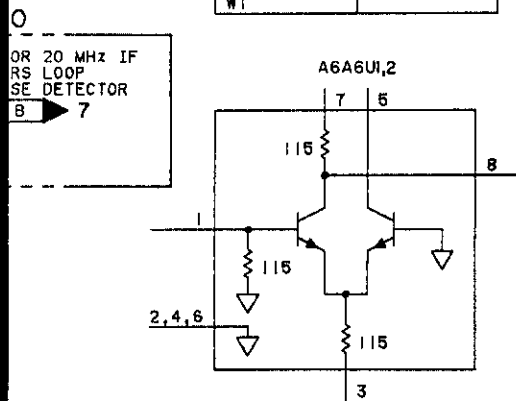 W1
O
OR 20 MHz IF
RS LOOP
SE DETECTOR
B 7
A6A6U1,2
7 5
115
8
1
115
2,4,6
115
3